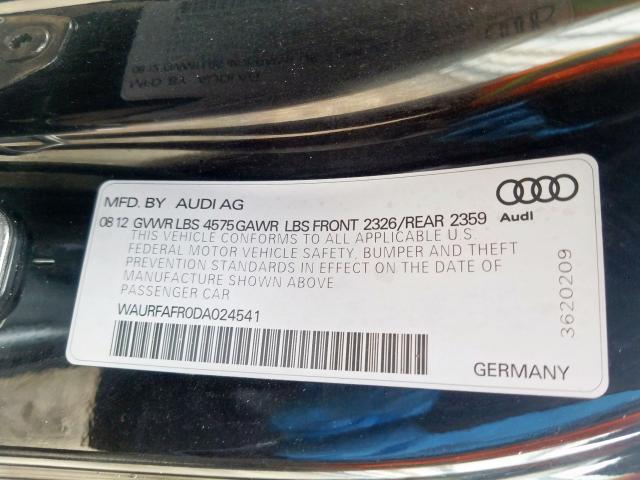 MFD. BY AUDI AG
08 12 GVWR LBS 4575 GAWR LBS FRONT 2326/REAR 2359
THIS VEHICLE CONFORMS TO ALL APPLICABLE U.S
FEDERAL MOTOR VEHICLE SAFETY, BUMPER AND THEFT
PREVENTION STANDARDS IN EFFECT ON THE DATE OF
MANUFACTURE SHOWN ABOVE
PASSENGER CAR
WAURFAFR0DA024541
Audi
3620209
GERMANY